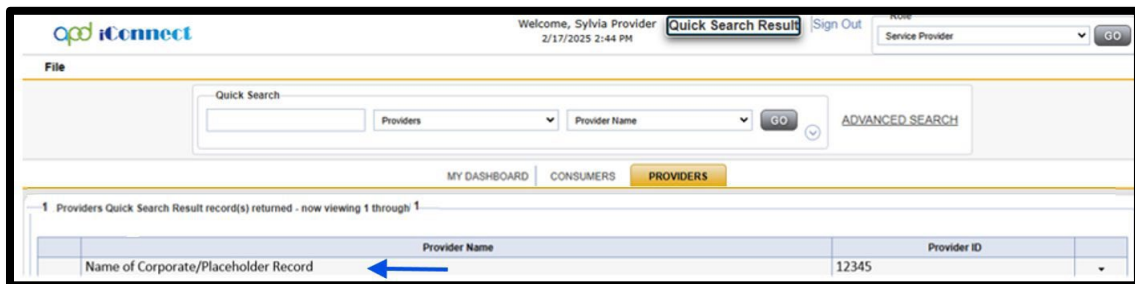 apd iConnect
Welcome, Sylvia Provider
2/17/2025 2:44 PM
Quick Search Result
Sign Out
Role
Service Provider
GO
File
Quick Search
Providers
Provider Name
GO
ADVANCED SEARCH
MY DASHBOARD
CONSUMERS
PROVIDERS
1 Providers Quick Search Result record(s) returned - now viewing 1 through 1
Provider Name
Provider ID
Name of Corporate/Placeholder Record
12345